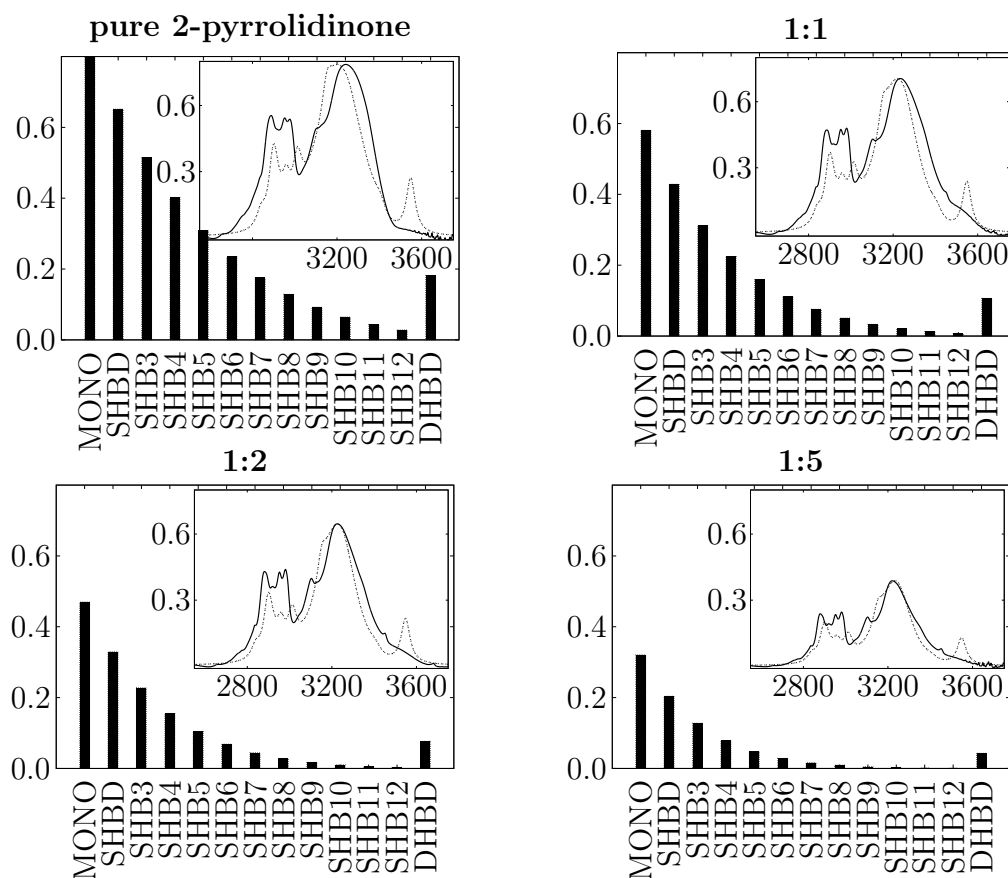 pure 2-pyrrolidinone
0.6
0.4
0.2
0.0
0.6
0.3
3200 3600
MONO
SHBD
SHB3
SHB4
SHB5
SHB6
SHB7
SHB8
SHB9
SHB10
SHB11
SHB12
DHBD
1:1
0.6
0.4
0.2
0.0
0.6
0.3
2800 3200 3600
MONO
SHBD
SHB3
SHB4
SHB5
SHB6
SHB7
SHB8
SHB9
SHB10
SHB11
SHB12
DHBD
1:2
0.6
0.4
0.2
0.0
0.6
0.3
2800 3200 3600
MONO
SHBD
SHB3
SHB4
SHB5
SHB6
SHB7
SHB8
SHB9
SHB10
SHB11
SHB12
DHBD
1:5
0.6
0.4
0.2
0.0
0.6
0.3
2800 3200 3600
MONO
SHBD
SHB3
SHB4
SHB5
SHB6
SHB7
SHB8
SHB9
SHB10
SHB11
SHB12
DHBD